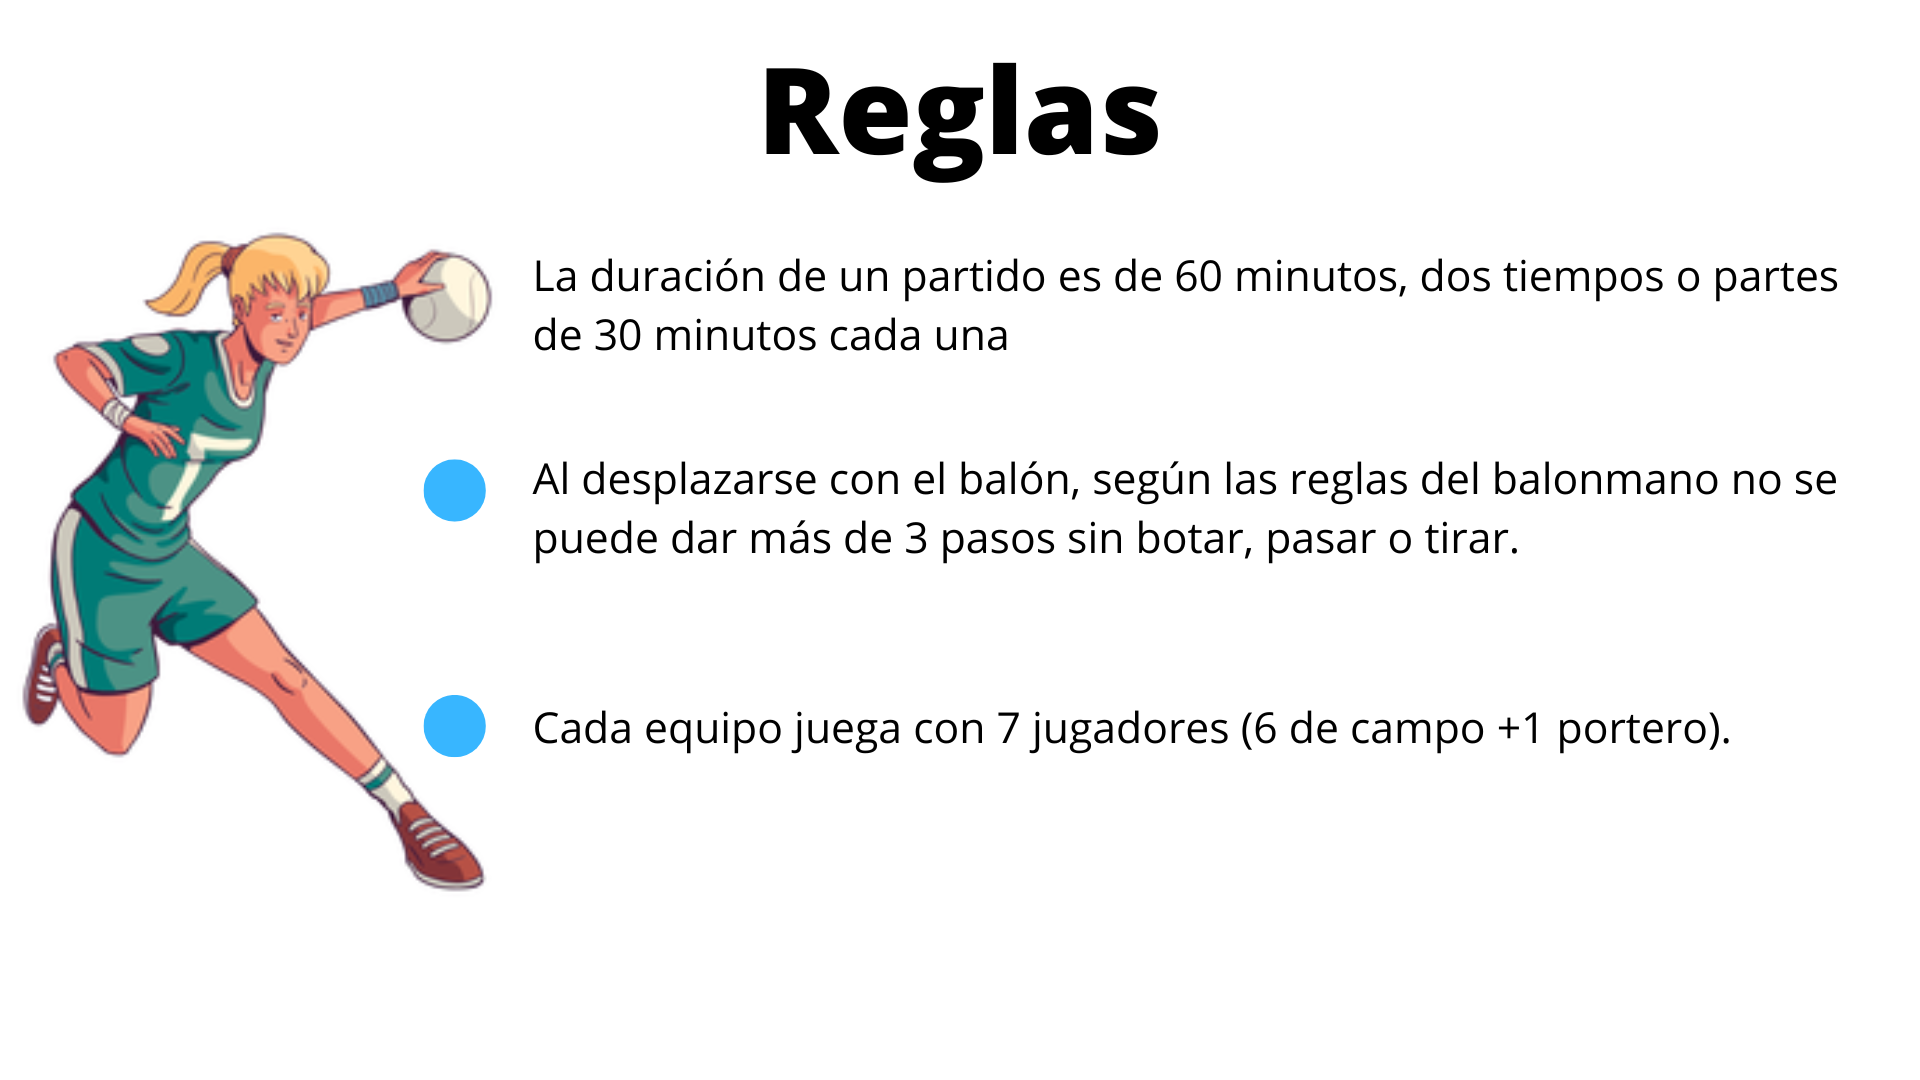 Reglas
La duración de un partido es de 60 minutos, dos tiempos o partes
de 30 minutos cada una
Al desplazarse con el balón, según las reglas del balonmano no se
puede dar más de 3 pasos sin botar, pasar o tirar.
Cada equipo juega con 7 jugadores (6 de campo +1 portero).